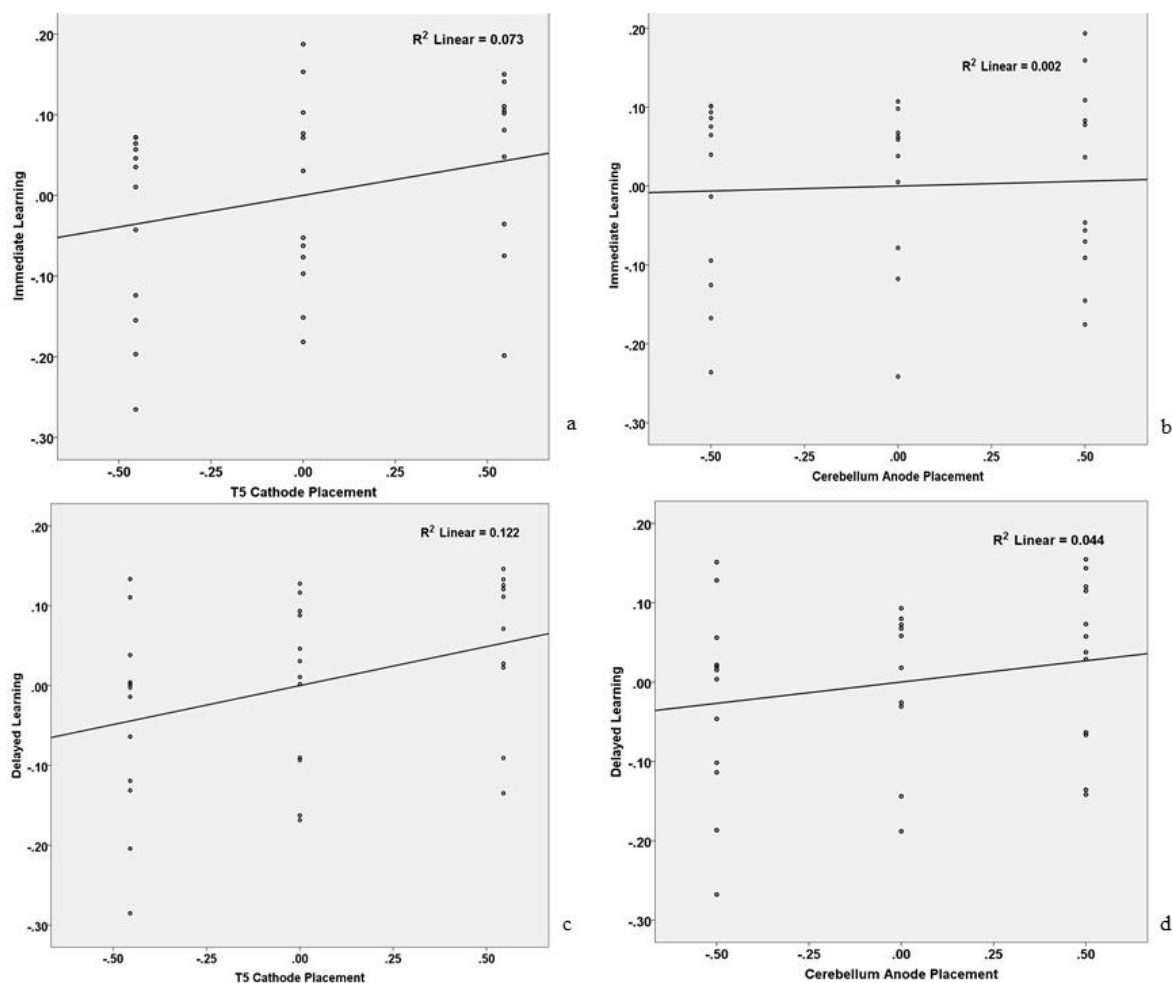 R² Linear = 0.073
.20
.10
.00
-.10
-.20
-.30
Immediate Learning
-.50
-.25
.00
.25
.50
T5 Cathode Placement
a
R² Linear = 0.002
.20
.10
.00
-.10
-.20
-.30
Immediate Learning
-.50
-.25
.00
.25
.50
Cerebellum Anode Placement
b
R² Linear = 0.122
.20
.10
.00
-.10
-.20
-.30
Delayed Learning
-.50
-.25
.00
.25
.50
T5 Cathode Placement
c
R² Linear = 0.044
.20
.10
.00
-.10
-.20
-.30
Delayed Learning
-.50
-.25
.00
.25
.50
Cerebellum Anode Placement
d